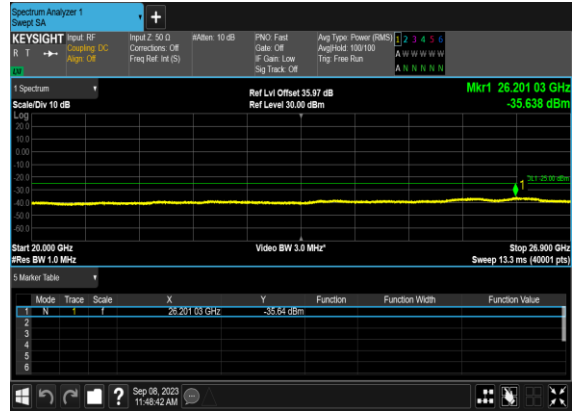 Spectrum Analyzer 1
Swept SA
+
KEYSIGHT Input: RF Input Z: 50 Ω #Atten: 10 dB PNO: Fast Avg Type: Power (RMS) 1 2 3 4 5 6
R T Coupling: DC Corrections: Off Gate: Off Avg|Hold: 100/100 A W W W W W
Align: Off Freq Ref: Int (S) IF Gain: Low Trig: Free Run
Sig Track: Off A N N N N N
1 Spectrum Ref Lvl Offset 35.97 dB Mkr1 26.201 03 GHz
Scale/Div 10 dB Ref Level 30.00 dBm -35.638 dBm
Log
20.0
10.0
0.00
-10.0
-20.0
DL1 -25.00 dBm
1
-30.0
-40.0
-50.0
-60.0
Start 20.000 GHz Video BW 3.0 MHz* Stop 26.900 GHz
#Res BW 1.0 MHz Sweep 13.3 ms (40001 pts)
5 Marker Table
Mode Trace Scale X Y Function Function Width Function Value
1 N 1 f 26.201 03 GHz -35.64 dBm
2
3
4
5
6
? Sep 08, 2023
11:48:42 AM